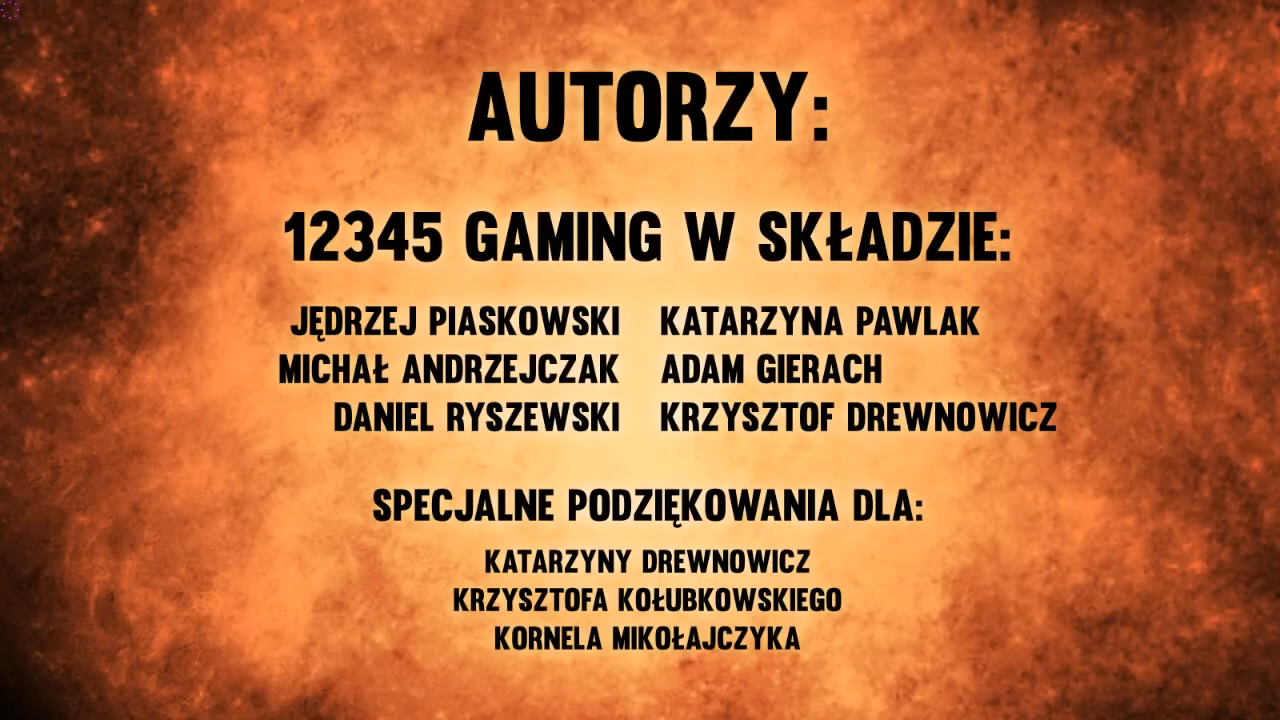 AUTORZY:
12345 GAMING W SKŁADZIE:
JĘDRZEJ PIASKOWSKI KATARZYNA PAWLAK
MICHAŁ ANDRZEJCZAK ADAM GIERACH
DANIEL RYSZEWSKI KRZYSZTOF DREWNOWICZ
SPECJALNE PODZIĘKOWANIA DLA:
KATARZYNY DREWNOWICZ
KRZYSZTOFA KOŁUBKOWSKIEGO
KORNELA MIKOŁAJCZYKA